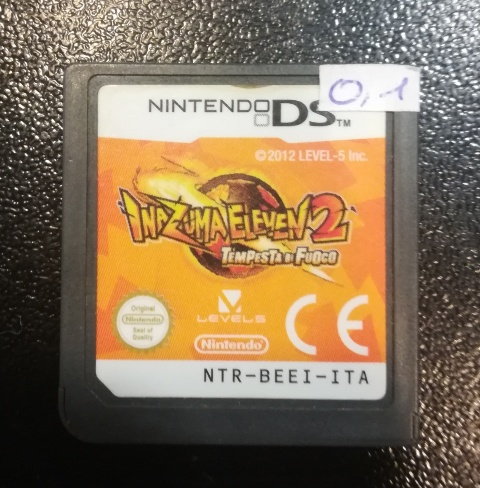 NINTENDO DS™
0,1
©2012 LEVEL-5 Inc.
INAZUMA ELEVEN 2
TEMPESTA DI FUOCO
Original
Nintendo
Seal of
Quality
LEVEL5
Nintendo
CE
NTR-BEEI-ITA